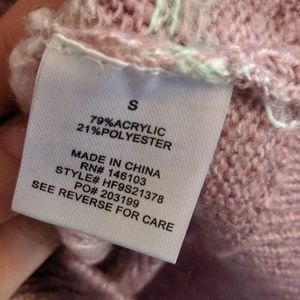 S
79%ACRYLIC
21%POLYESTER
MADE IN CHINA
RN# 146103
STYLE# HF9S21378
PO# 203199
SEE REVERSE FOR CARE